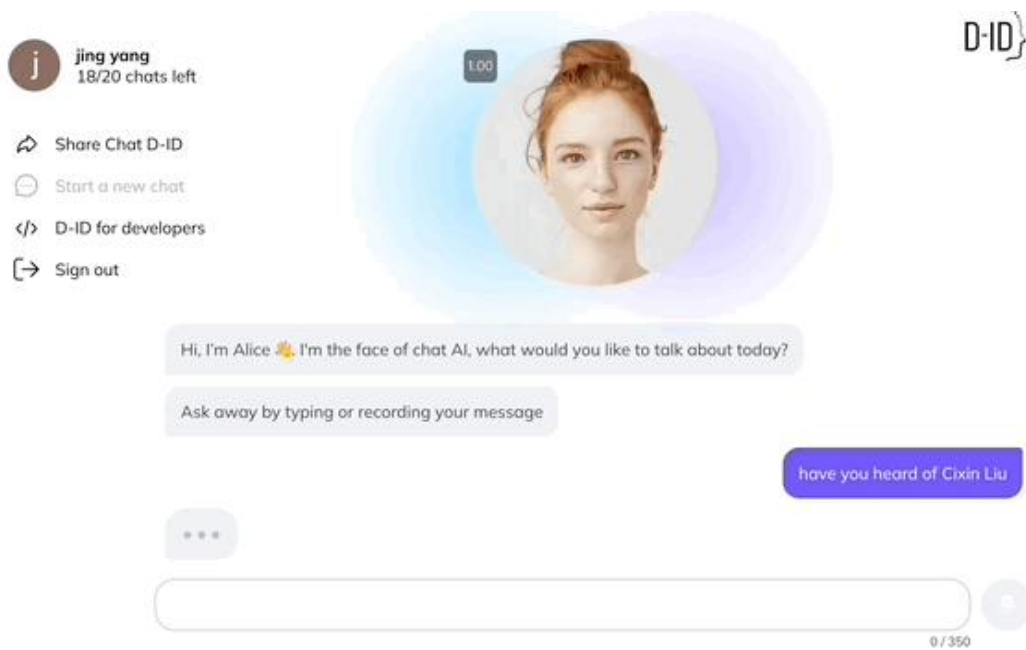 j
jing yang
18/20 chats left
Share Chat D-ID
Start a new chat
</> D-ID for developers
Sign out
1.00
D-ID
Hi, I'm Alice 👋 I'm the face of chat AI, what would you like to talk about today?
Ask away by typing or recording your message
have you heard of Cixin Liu
0 / 350